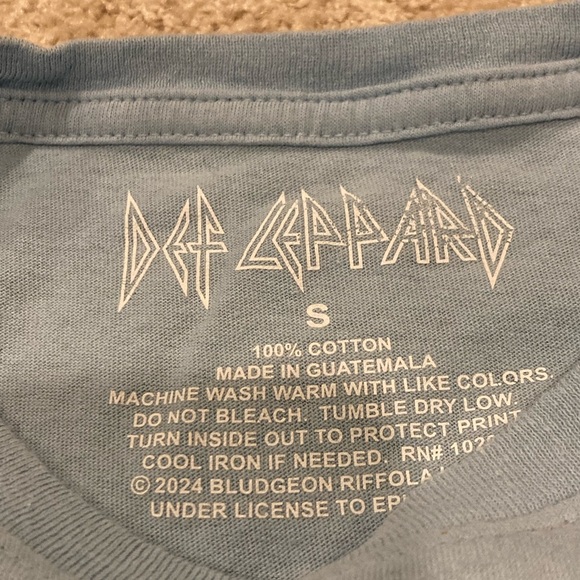 DEF LEPPARD
S
100% COTTON
MADE IN GUATEMALA
MACHINE WASH WARM WITH LIKE COLORS.
DO NOT BLEACH. TUMBLE DRY LOW.
TURN INSIDE OUT TO PROTECT PRINT
COOL IRON IF NEEDED. RN#
© 2024 BLUDGEON RIFFOLA
UNDER LICENSE TO